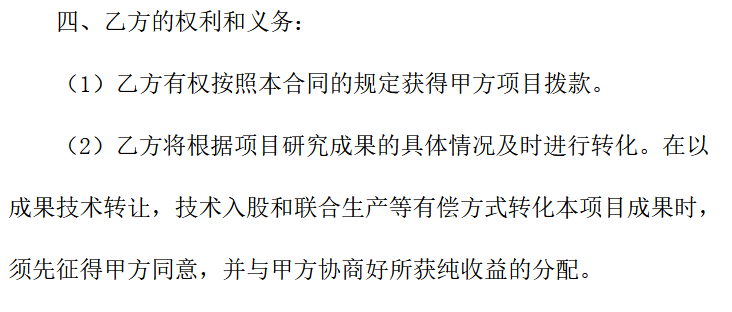 四、乙方的权利和义务：
（1）乙方有权按照本合同的规定获得甲方项目拨款。
（2）乙方将根据项目研究成果的具体情况及时进行转化。在以
成果技术转让，技术入股和联合生产等有偿方式转化本项目成果时，
须先征得甲方同意，并与甲方协商好所获纯收益的分配。